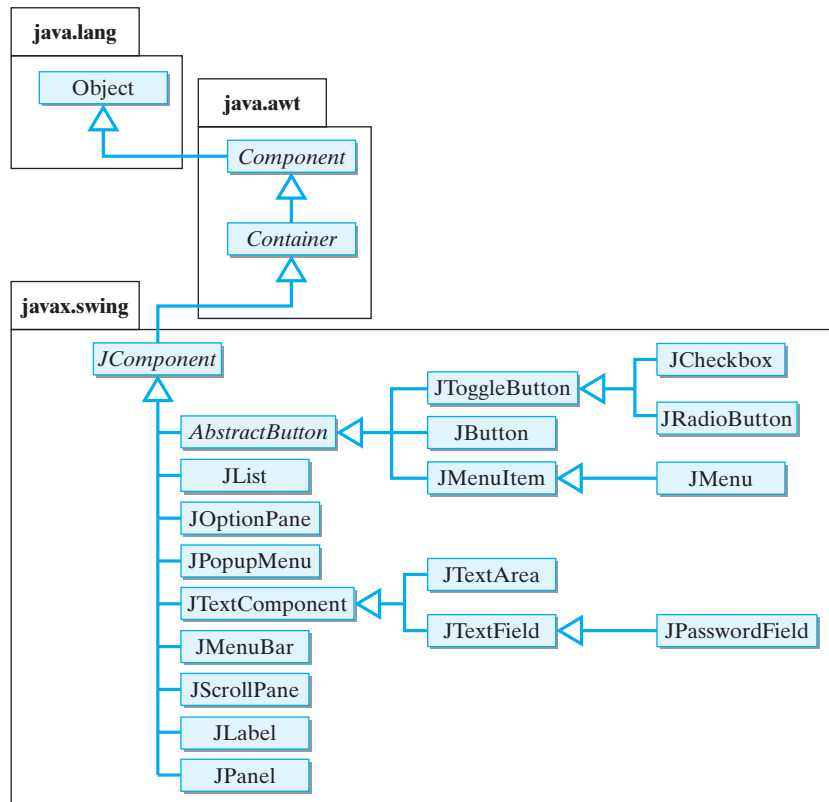 java.lang
Object
java.awt
Component
Container
javax.swing
JComponent
JCheckbox
JToggleButton
JRadioButton
AbstractButton
JButton
JList
JMenuItem
JMenu
JOptionPane
JPopupMenu
JTextArea
JTextComponent
JTextField
JPasswordField
JMenuBar
JScrollPane
JLabel
JPanel